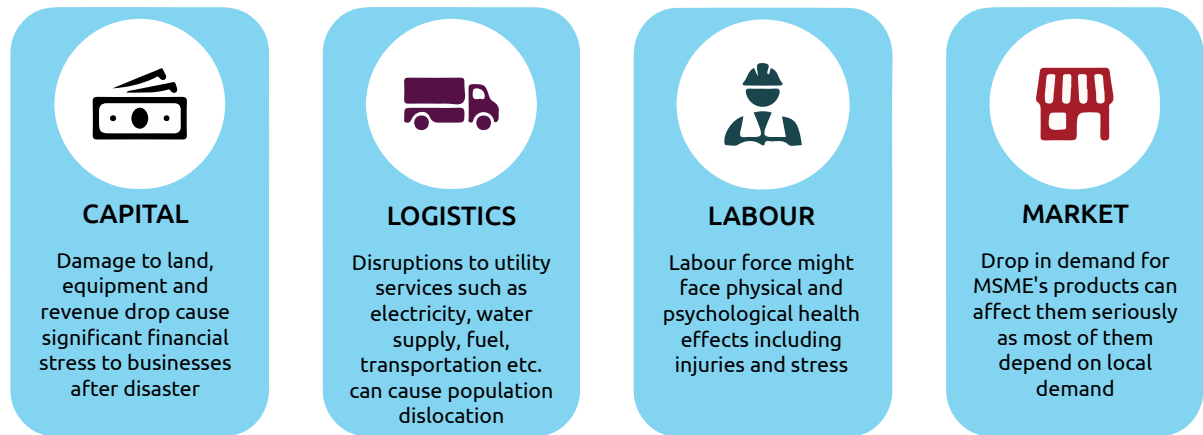 CAPITAL
Damage to land,
equipment and
revenue drop cause
significant financial
stress to businesses
after disaster
LOGISTICS
Disruptions to utility
services such as
electricity, water
supply, fuel,
transportation etc.
can cause population
dislocation
LABOUR
Labour force might
face physical and
psychological health
effects including
injuries and stress
MARKET
Drop in demand for
MSME's products can
affect them seriously
as most of them
depend on local
demand